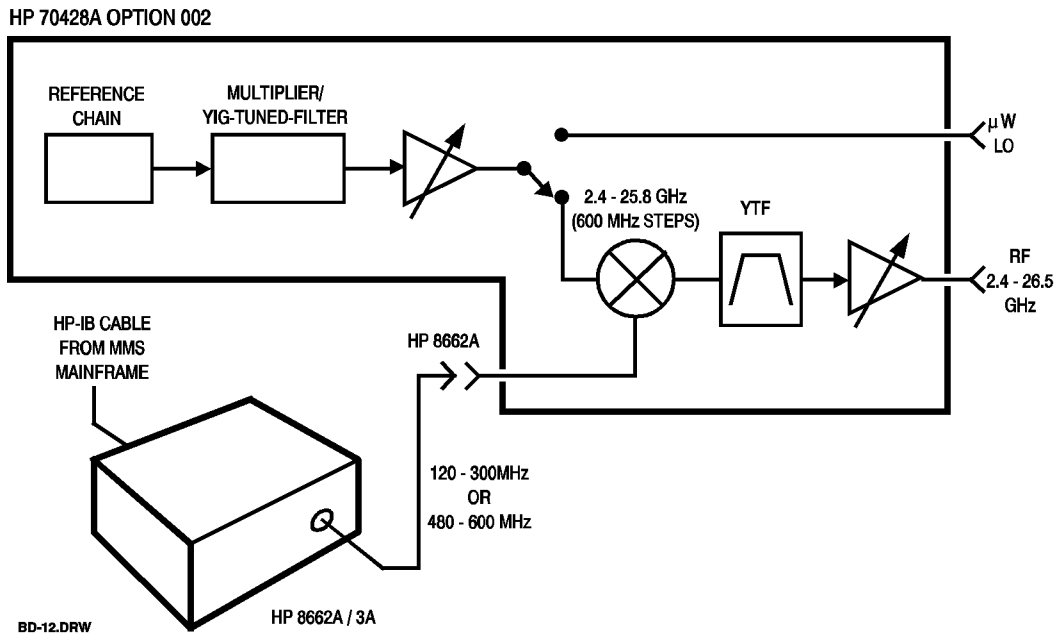 HP 70428A OPTION 002
REFERENCE
CHAIN
MULTIPLIER/
YIG-TUNED-FILTER
μW
LO
2.4 - 25.8 GHz
(600 MHz STEPS)
YTF
RF
2.4 - 26.5
GHz
HP-IB CABLE
FROM MMS
MAINFRAME
HP 8662A
120 - 300MHz
OR
480 - 600 MHz
HP 8662A / 3A
BD-12.DRW